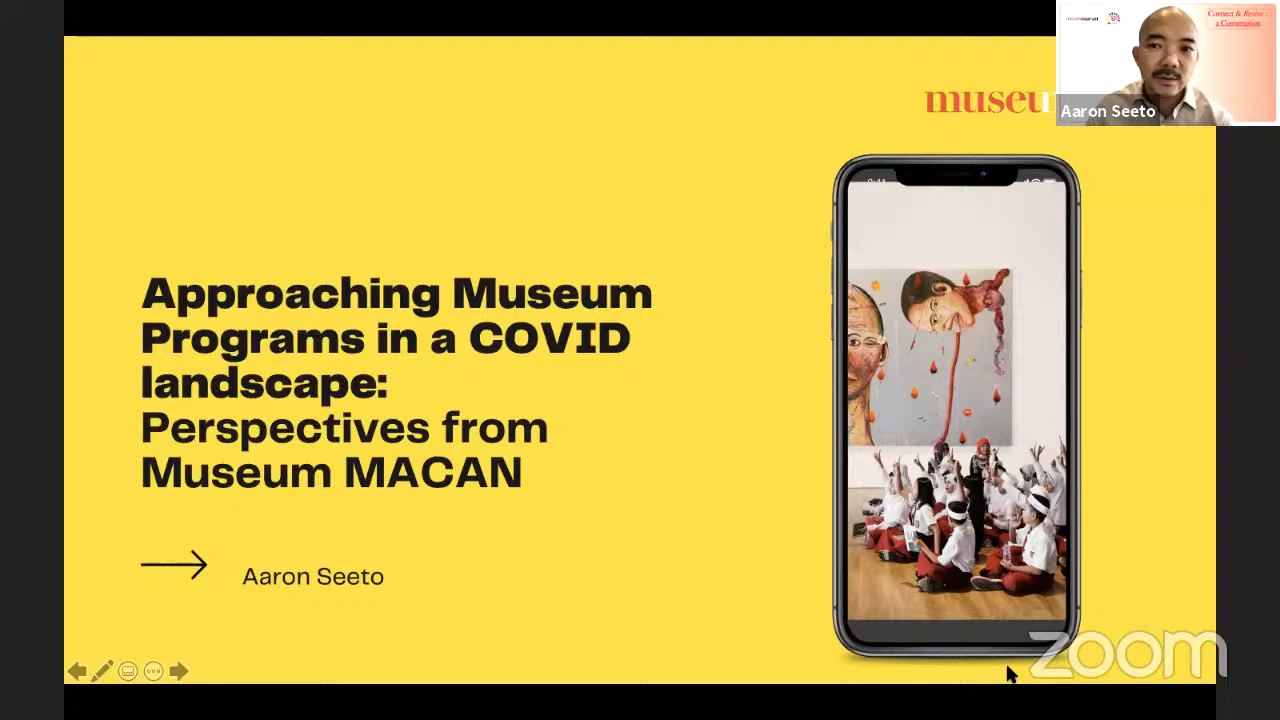 Connect & Revive :
a Conversation
Aaron Seeto
museu
Approaching Museum
Programs in a COVID
landscape:
Perspectives from
Museum MACAN
Aaron Seeto
zoom